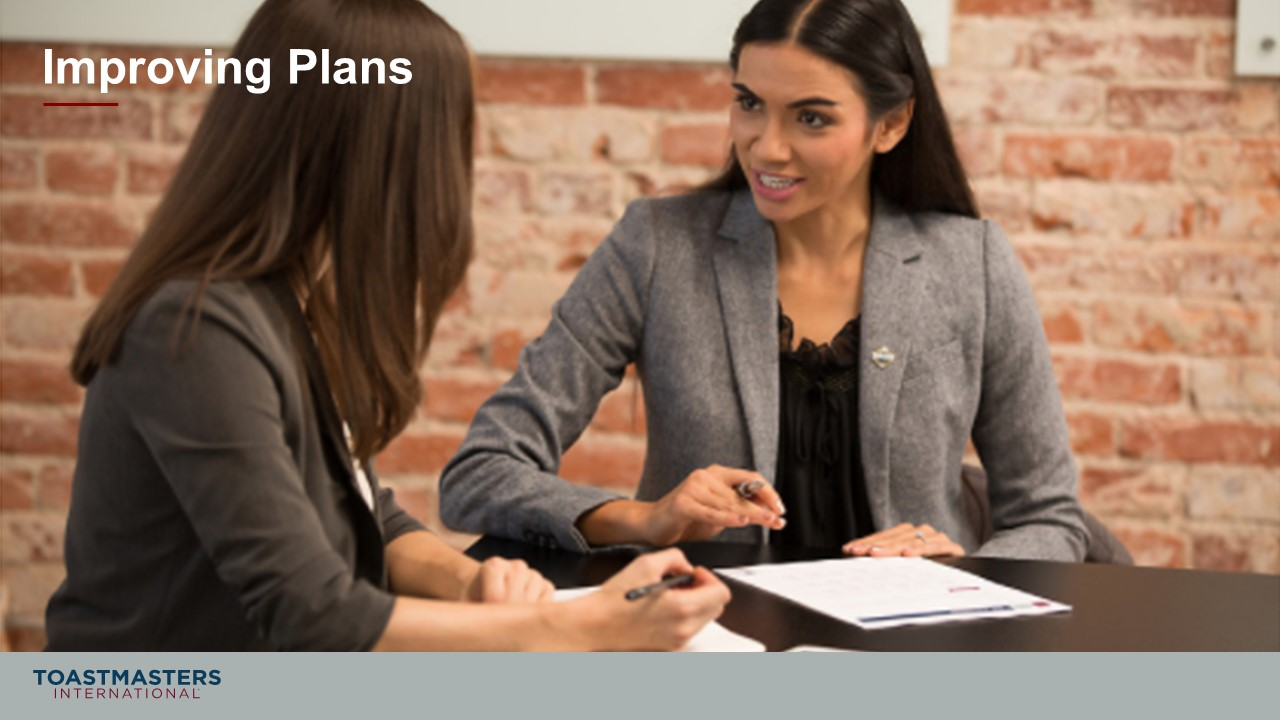 Improving Plans
TOASTMASTERS
INTERNATIONAL